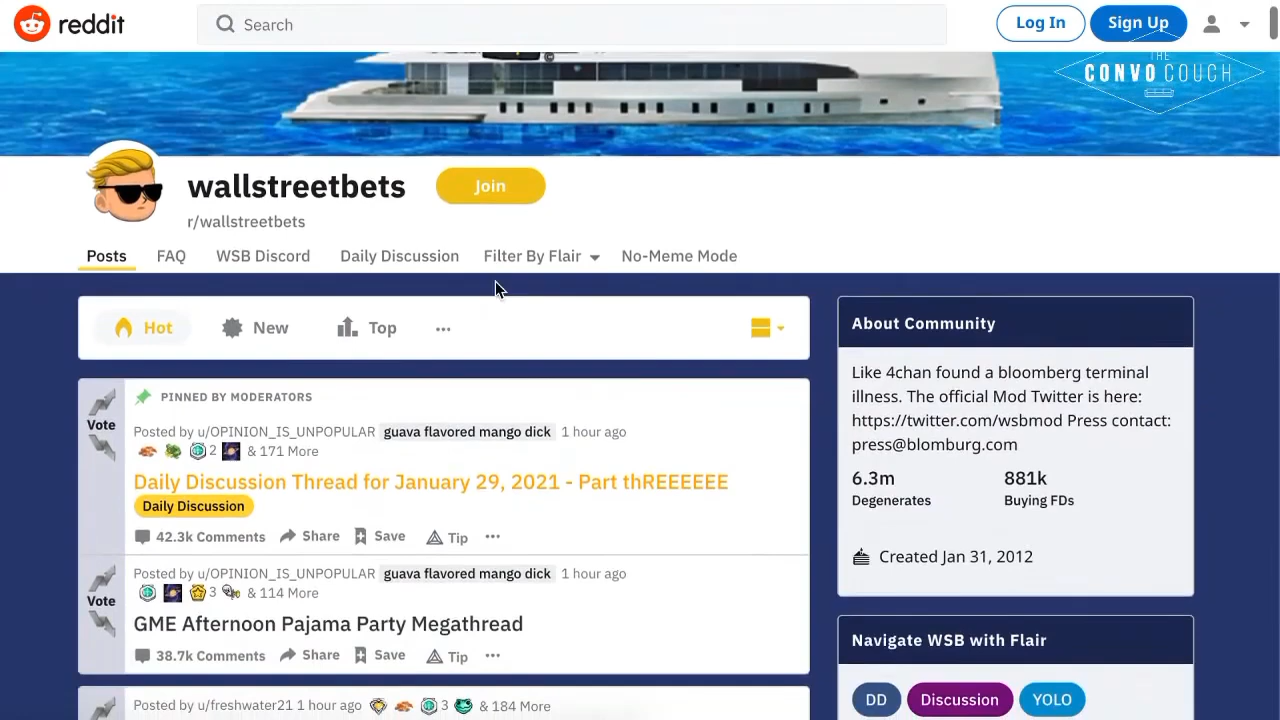 reddit
Search
Log In
Sign Up
THE
CONVO COUCH
wallstreetbets
Join
r/wallstreetbets
Posts
FAQ
WSB Discord
Daily Discussion
Filter By Flair
No-Meme Mode
Hot
New
Top
PINNED BY MODERATORS
Vote
Posted by u/OPINION_IS_UNPOPULAR guava flavored mango dick 1 hour ago
2 & 171 More
Daily Discussion Thread for January 29, 2021 - Part thREEEEEE
Daily Discussion
42.3k Comments Share Save Tip
Posted by u/OPINION_IS_UNPOPULAR guava flavored mango dick 1 hour ago
Vote
3 & 114 More
GME Afternoon Pajama Party Megathread
38.7k Comments Share Save Tip
Posted by u/freshwater21 1 hour ago 3 & 184 More
About Community
Like 4chan found a bloomberg terminal
illness. The official Mod Twitter is here:
https://twitter.com/wsbmod Press contact:
press@blomburg.com
6.3m 881k
Degenerates Buying FDs
Created Jan 31, 2012
Navigate WSB with Flair
DD Discussion YOLO